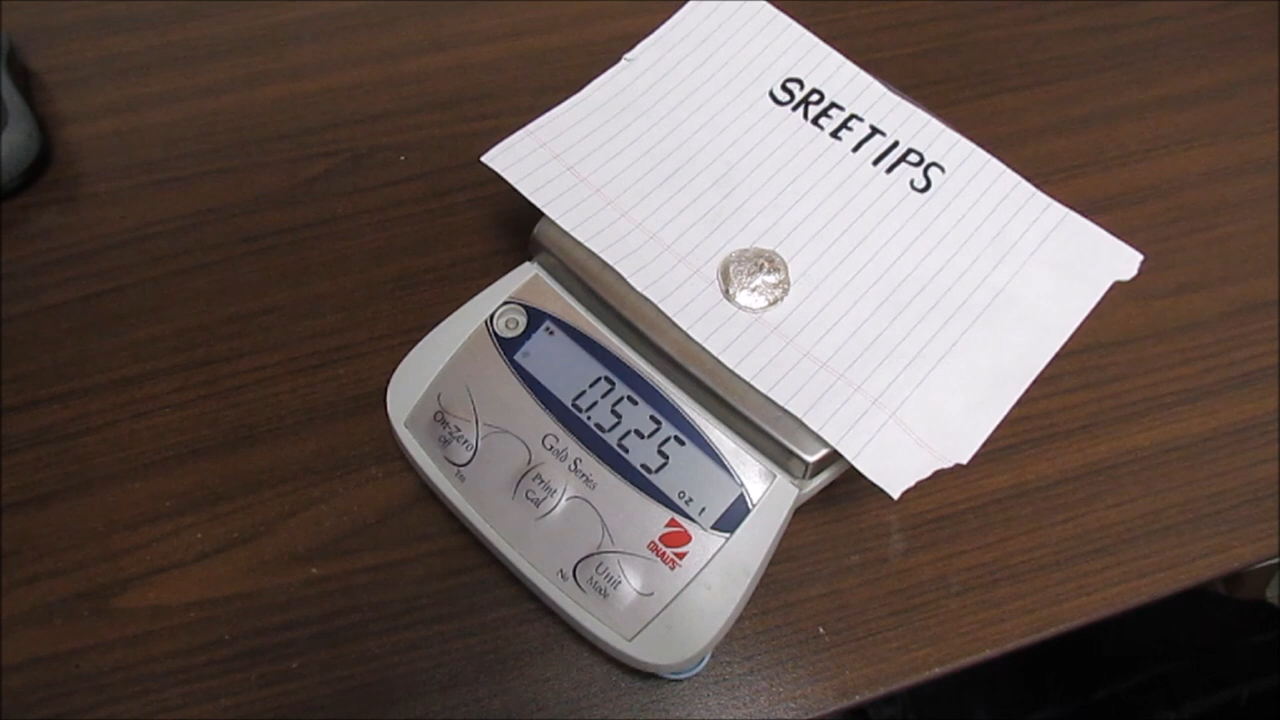 SREETIPS
0.525
oz t
On-Zero
Off
Yes
Gold Series
Print
Cal
OHAUS
Unit
Mode
No